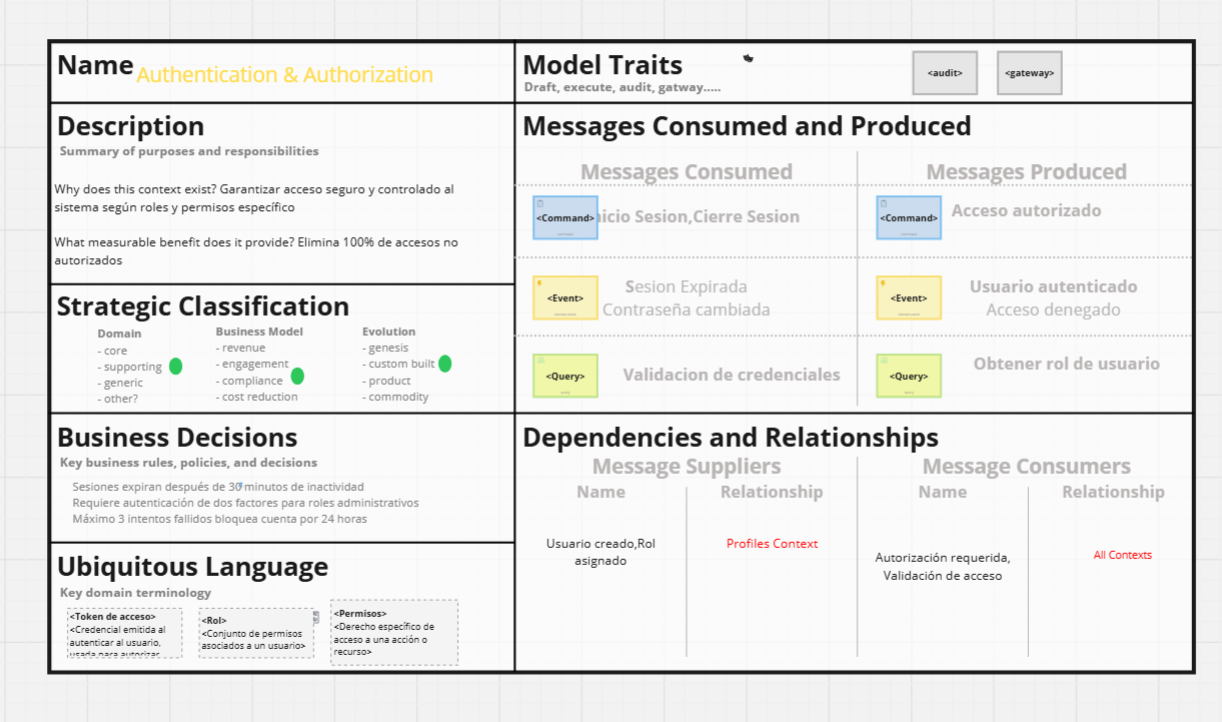 Name Authentication & Authorization
Model Traits
Draft, execute, audit, gatway.....
<audit>
<gateway>
Description
Summary of purposes and responsibilities
Why does this context exist? Garantizar acceso seguro y controlado al
sistema según roles y permisos específico
What measurable benefit does it provide? Elimina 100% de accesos no
autorizados
Strategic Classification
Domain
- core
- supporting
- generic
- other?
Business Model
- revenue
- engagement
- compliance
- cost reduction
Evolution
- genesis
- custom built
- product
- commodity
Business Decisions
Key business rules, policies, and decisions
Sesiones expiran después de 30 minutos de inactividad
Requiere autenticación de dos factores para roles administrativos
Máximo 3 intentos fallidos bloquea cuenta por 24 horas
Ubiquitous Language
Key domain terminology
<Token de acceso>
<Credencial emitida al
autenticar al usuario,
usada para autorizar
<Rol>
<Conjunto de permisos
asociados a un usuario>
<Permisos>
<Derecho específico de
acceso a una acción o
recurso>
Messages Consumed and Produced
Messages Consumed
Messages Produced
<Command>
nicio Sesion,Cierre Sesion
<Command>
Acceso autorizado
<Event>
Sesion Expirada
Contraseña cambiada
<Event>
Usuario autenticado
Acceso denegado
<Query>
Validacion de credenciales
<Query>
Obtener rol de usuario
Dependencies and Relationships
Message Suppliers
Message Consumers
Name
Relationship
Name
Relationship
Usuario creado,Rol
asignado
Profiles Context
Autorización requerida,
Validación de acceso
All Contexts